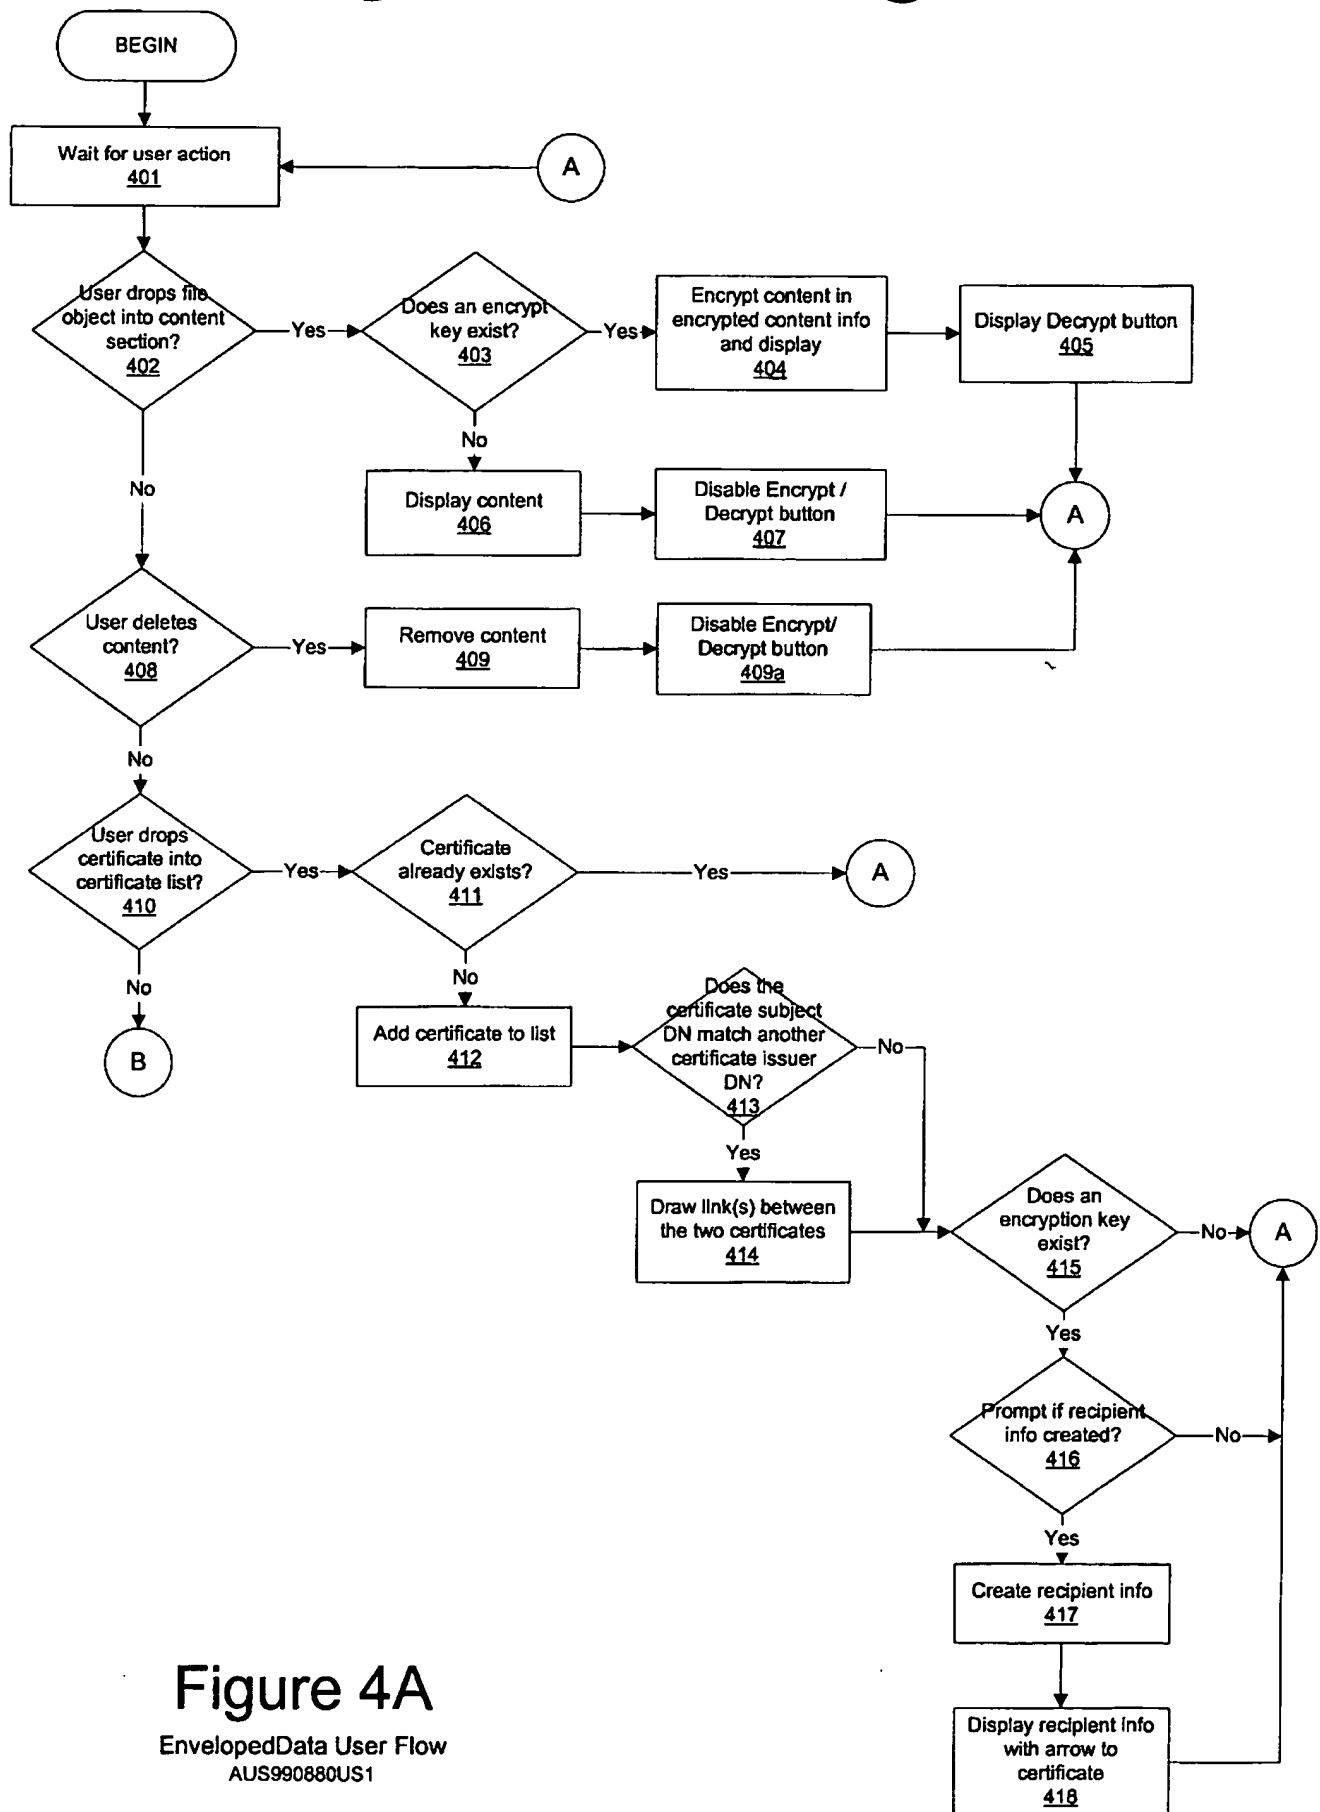 BEGIN
Wait for user action
401
A
User drops file
object into content
section?
402
Yes
Does an encrypt
key exist?
403
Yes
Encrypt content in
encrypted content info
and display
404
Display Decrypt button
405
No
No
Display content
406
Disable Encrypt /
Decrypt button
407
A
User deletes
content?
408
Yes
Remove content
409
Disable Encrypt/
Decrypt button
409a
No
User drops
certificate into
certificate list?
410
Yes
Certificate
already exists?
411
Yes
A
No
B
No
Add certificate to list
412
Does the
certificate subject
DN match another
certificate issuer
DN?
413
No
Yes
Draw link(s) between
the two certificates
414
Does an
encryption key
exist?
415
No
A
Yes
Prompt if recipient
info created?
416
No
Yes
Create recipient info
417
Display recipient info
with arrow to
certificate
418
Figure 4A
EnvelopedData User Flow
AUS990880US1